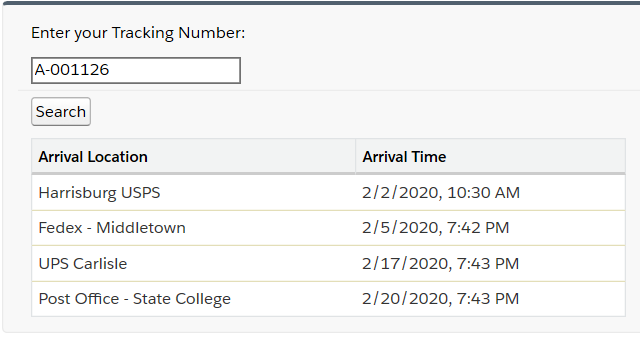 Enter your Tracking Number:
A-001126
Search
Arrival Location Arrival Time
Harrisburg USPS 2/2/2020, 10:30 AM
Fedex - Middletown 2/5/2020, 7:42 PM
UPS Carlisle 2/17/2020, 7:43 PM
Post Office - State College 2/20/2020, 7:43 PM